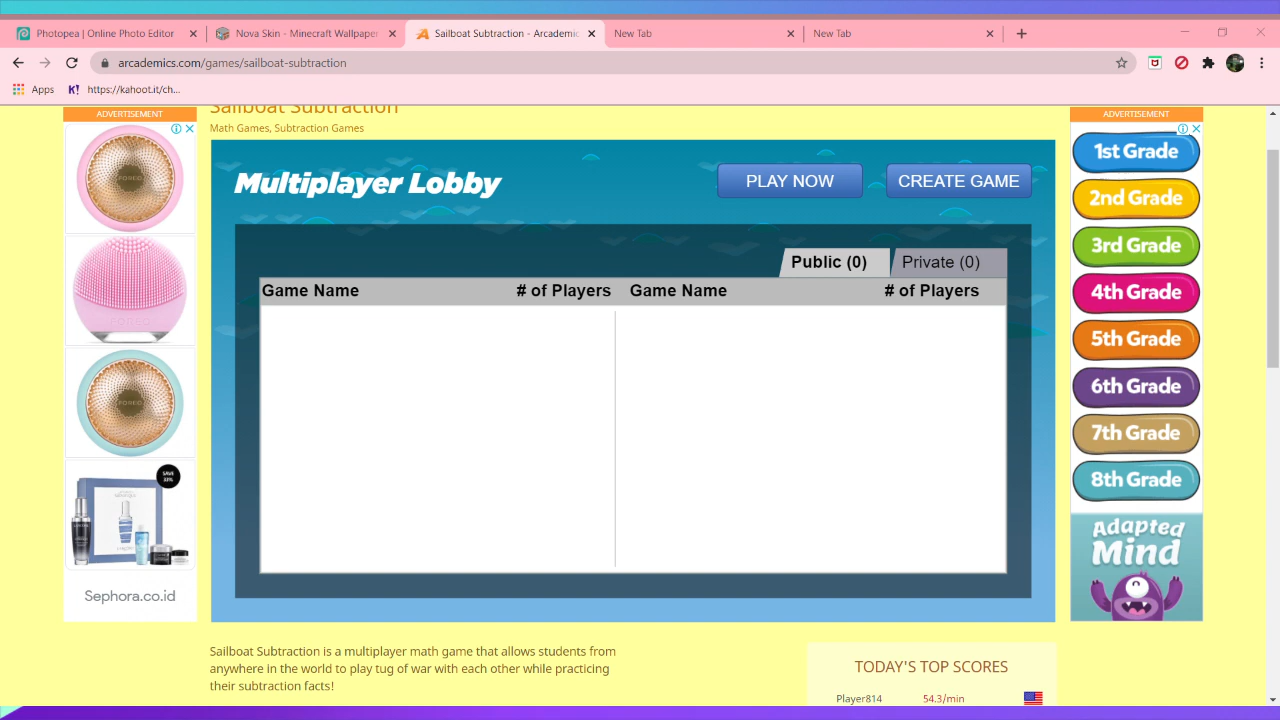 Photopea | Online Photo Editor
Nova Skin - Minecraft Wallpaper
Sailboat Subtraction - Arcademic
New Tab
New Tab
arcademics.com/games/sailboat-subtraction
Apps
https://kahoot.it/ch...
Sailboat Subtraction
Math Games, Subtraction Games
ADVERTISEMENT
FOREO
FOREO
FOREO
SAVE
33%
Sephora.co.id
Multiplayer Lobby
PLAY NOW
CREATE GAME
Public (0)
Private (0)
Game Name
# of Players
Game Name
# of Players
ADVERTISEMENT
1st Grade
2nd Grade
3rd Grade
4th Grade
5th Grade
6th Grade
7th Grade
8th Grade
Adapted
Mind
Sailboat Subtraction is a multiplayer math game that allows students from
anywhere in the world to play tug of war with each other while practicing
their subtraction facts!
TODAY'S TOP SCORES
Player814 54.3/min